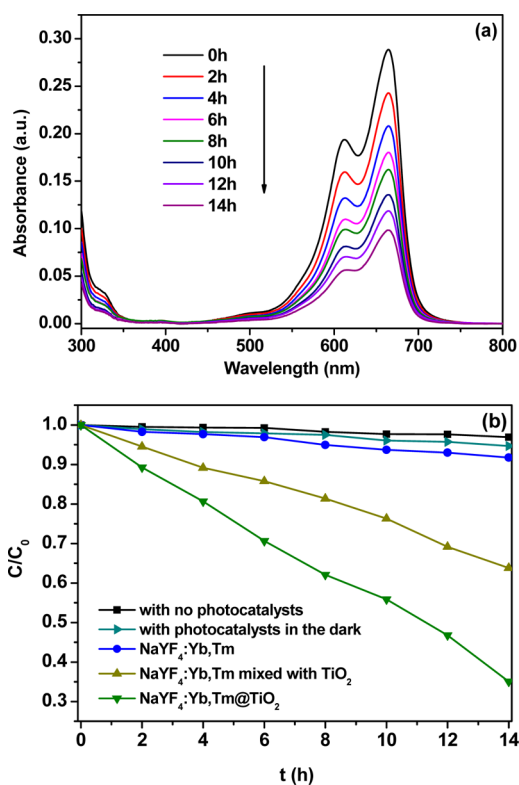 (a)
0h
2h
4h
6h
8h
10h
12h
14h
Absorbance (a.u.)
0.30
0.25
0.20
0.15
0.10
0.05
0.00
300 400 500 600 700 800
Wavelength (nm)
(b)
C/C₀
1.0
0.9
0.8
0.7
0.6
0.5
0.4
0.3
with no photocatalysts
with photocatalysts in the dark
NaYF₄:Yb,Tm
NaYF₄:Yb,Tm mixed with TiO₂
NaYF₄:Yb,Tm@TiO₂
0 2 4 6 8 10 12 14
t (h)